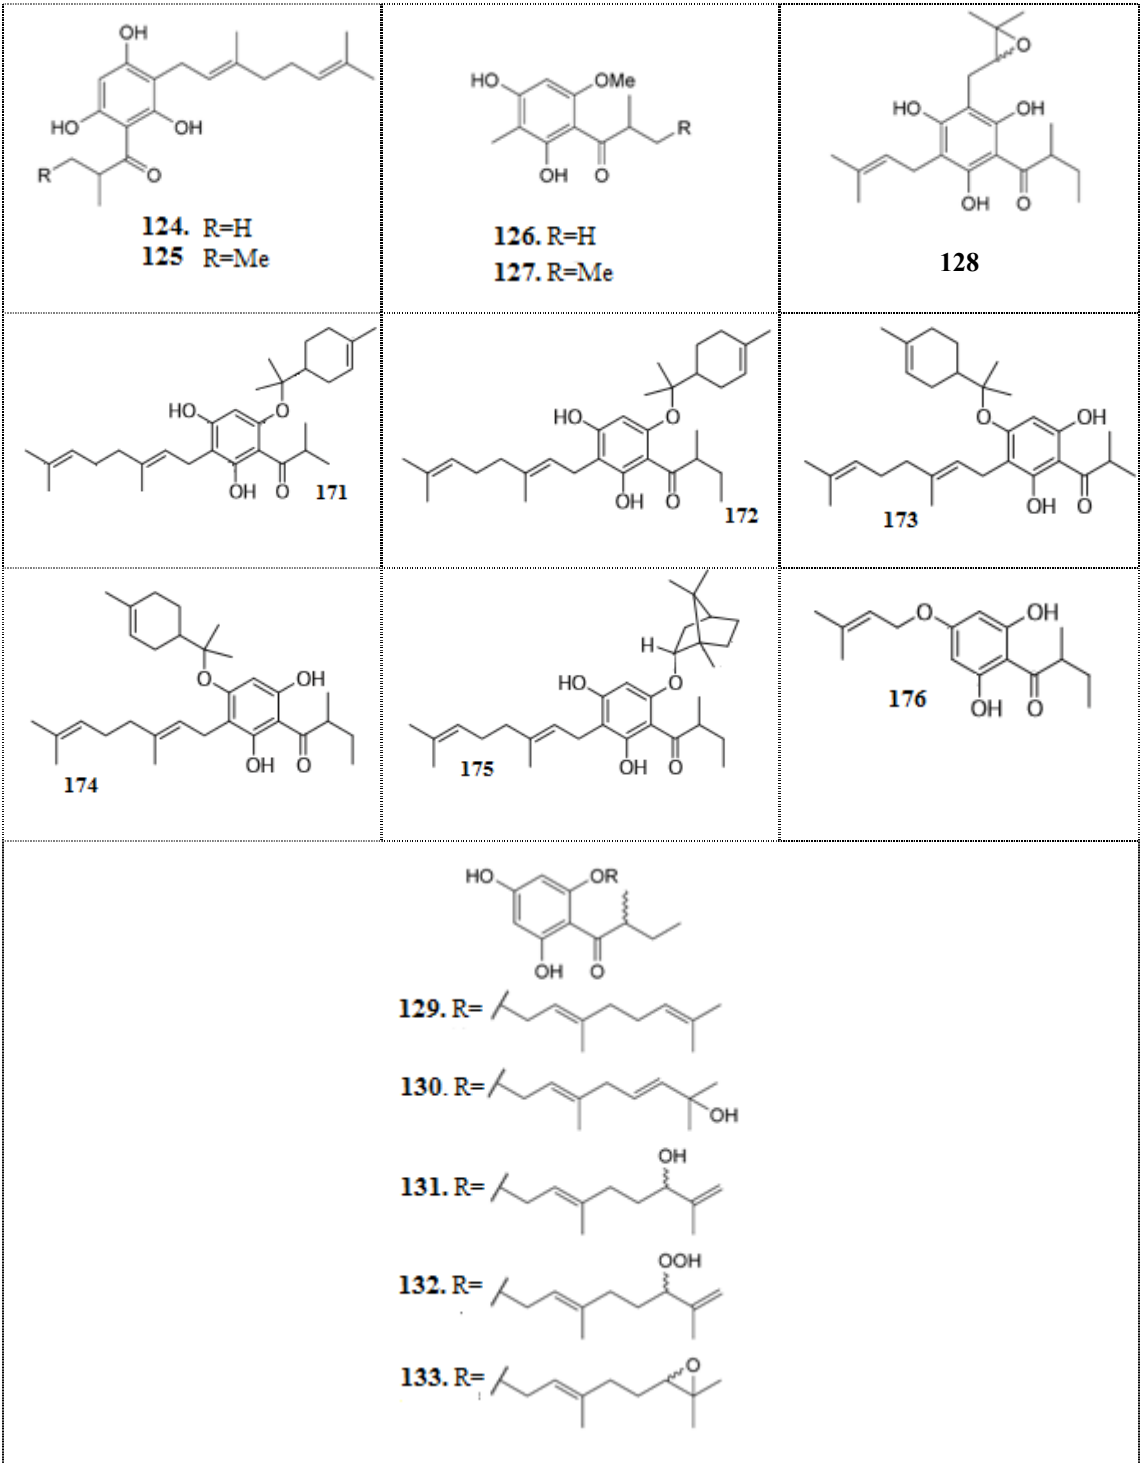 OH
HO
OH
R
O
124. R=H
125 R=Me
HO
OMe
R
OH
O
126. R=H
127. R=Me
O
HO
OH
OH
O
128
HO
O
OH
O
171
HO
O
OH
O
172
O
OH
OH
O
173
O
OH
OH
O
174
H
HO
O
OH
O
175
O
OH
OH
O
176
HO
OR
OH
O
129. R=
130. R=
OH
OH
131. R=
OOH
132. R=
O
133. R=